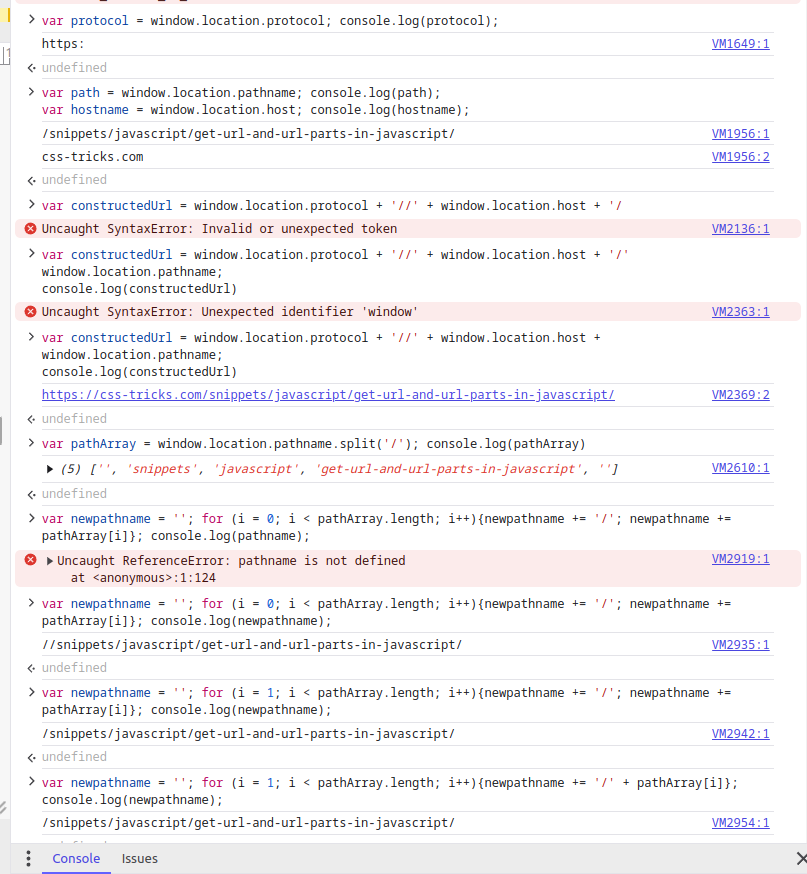 > var protocol = window.location.protocol; console.log(protocol);
https: VM1649:1
undefined
> var path = window.location.pathname; console.log(path);
var hostname = window.location.host; console.log(hostname);
/snippets/javascript/get-url-and-url-parts-in-javascript/ VM1956:1
css-tricks.com VM1956:2
undefined
> var constructedUrl = window.location.protocol + '//' + window.location.host + '/
Uncaught SyntaxError: Invalid or unexpected token VM2136:1
> var constructedUrl = window.location.protocol + '//' + window.location.host + '/'
window.location.pathname;
console.log(constructedUrl)
Uncaught SyntaxError: Unexpected identifier 'window' VM2363:1
> var constructedUrl = window.location.protocol + '//' + window.location.host +
window.location.pathname;
console.log(constructedUrl)
https://css-tricks.com/snippets/javascript/get-url-and-url-parts-in-javascript/ VM2369:2
undefined
> var pathArray = window.location.pathname.split('/'); console.log(pathArray)
(5) ['', 'snippets', 'javascript', 'get-url-and-url-parts-in-javascript', ''] VM2610:1
undefined
> var newpathname = ''; for (i = 0; i < pathArray.length; i++){newpathname += '/'; newpathname +=
pathArray[i]}; console.log(pathname);
Uncaught ReferenceError: pathname is not defined VM2919:1
at <anonymous>:1:124
> var newpathname = ''; for (i = 0; i < pathArray.length; i++){newpathname += '/'; newpathname +=
pathArray[i]}; console.log(newpathname);
//snippets/javascript/get-url-and-url-parts-in-javascript/ VM2935:1
undefined
> var newpathname = ''; for (i = 1; i < pathArray.length; i++){newpathname += '/'; newpathname +=
pathArray[i]}; console.log(newpathname);
/snippets/javascript/get-url-and-url-parts-in-javascript/ VM2942:1
undefined
> var newpathname = ''; for (i = 1; i < pathArray.length; i++){newpathname += '/' + pathArray[i]};
console.log(newpathname);
/snippets/javascript/get-url-and-url-parts-in-javascript/ VM2954:1
Console Issues